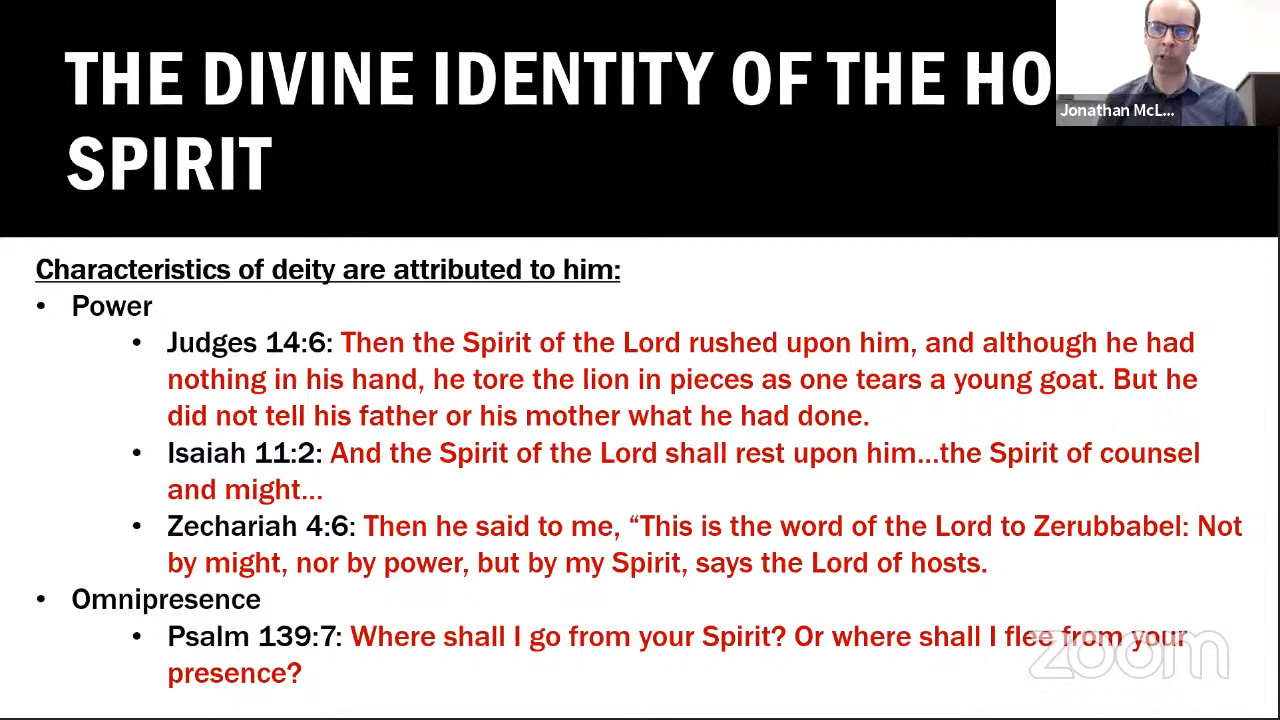 THE DIVINE IDENTITY OF THE HO
SPIRIT
Jonathan McL...
Characteristics of deity are attributed to him:
• Power
• Judges 14:6: Then the Spirit of the Lord rushed upon him, and although he had
nothing in his hand, he tore the lion in pieces as one tears a young goat. But he
did not tell his father or his mother what he had done.
• Isaiah 11:2: And the Spirit of the Lord shall rest upon him...the Spirit of counsel
and might...
• Zechariah 4:6: Then he said to me, “This is the word of the Lord to Zerubbabel: Not
by might, nor by power, but by my Spirit, says the Lord of hosts.
• Omnipresence
• Psalm 139:7: Where shall I go from your Spirit? Or where shall I flee from your
presence?
zoom